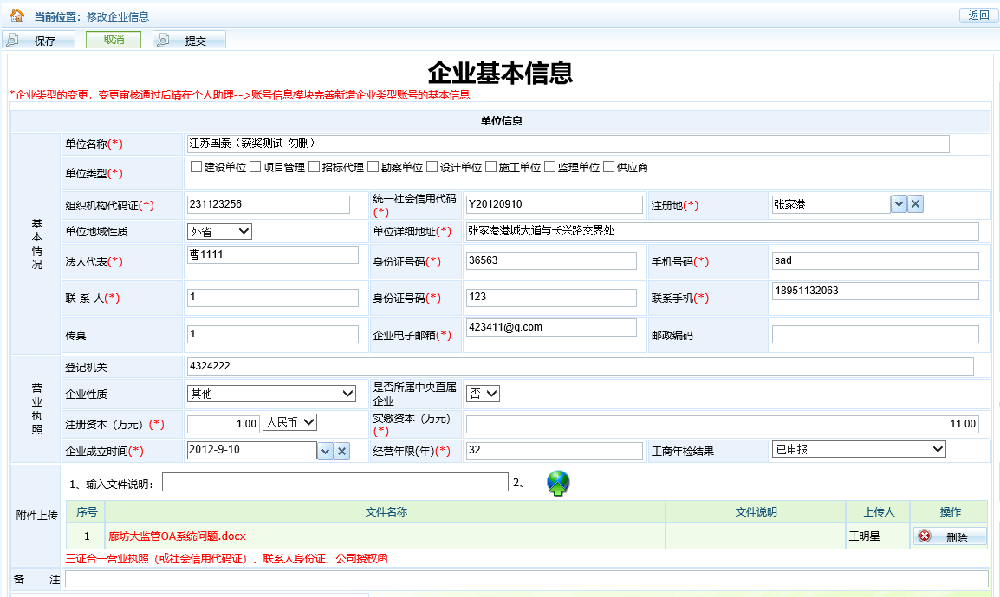 当前位置：修改企业信息 返回
保存 取消 提交
企业基本信息
*企业类型的变更，变更审核通过后请在个人助理-->账号信息模块完善新增企业类型账号的基本信息
单位信息
基本情况
单位名称(*) 江苏国泰（获奖测试 勿删）
单位类型(*) 建设单位 项目管理 招标代理 勘察单位 设计单位 施工单位 监理单位 供应商
组织机构代码证(*) 231123256 统一社会信用代码(*) Y20120910 注册地(*) 张家港
单位地域性质 外省 单位详细地址(*) 张家港港城大道与长兴路交界处
法人代表(*) 曹1111 身份证号码(*) 36563 手机号码(*) sad
联 系 人(*) 1 身份证号码(*) 123 联系手机(*) 18951132063
传真 1 企业电子邮箱(*) 423411@q.com 邮政编码
营业执照
登记机关 4324222
企业性质 其他 是否所属中央直属企业 否
注册资本（万元）(*) 1.00 人民币 实缴资本（万元）(*) 11.00
企业成立时间(*) 2012-9-10 经营年限(年)(*) 32 工商年检结果 已申报
附件上传
1、输入文件说明： 2、
序号 文件名称 文件说明 上传人 操作
1 廊坊大监管OA系统问题.docx 王明星 删除
三证合一营业执照（或社会信用代码证）、联系人身份证、公司授权函
备 注